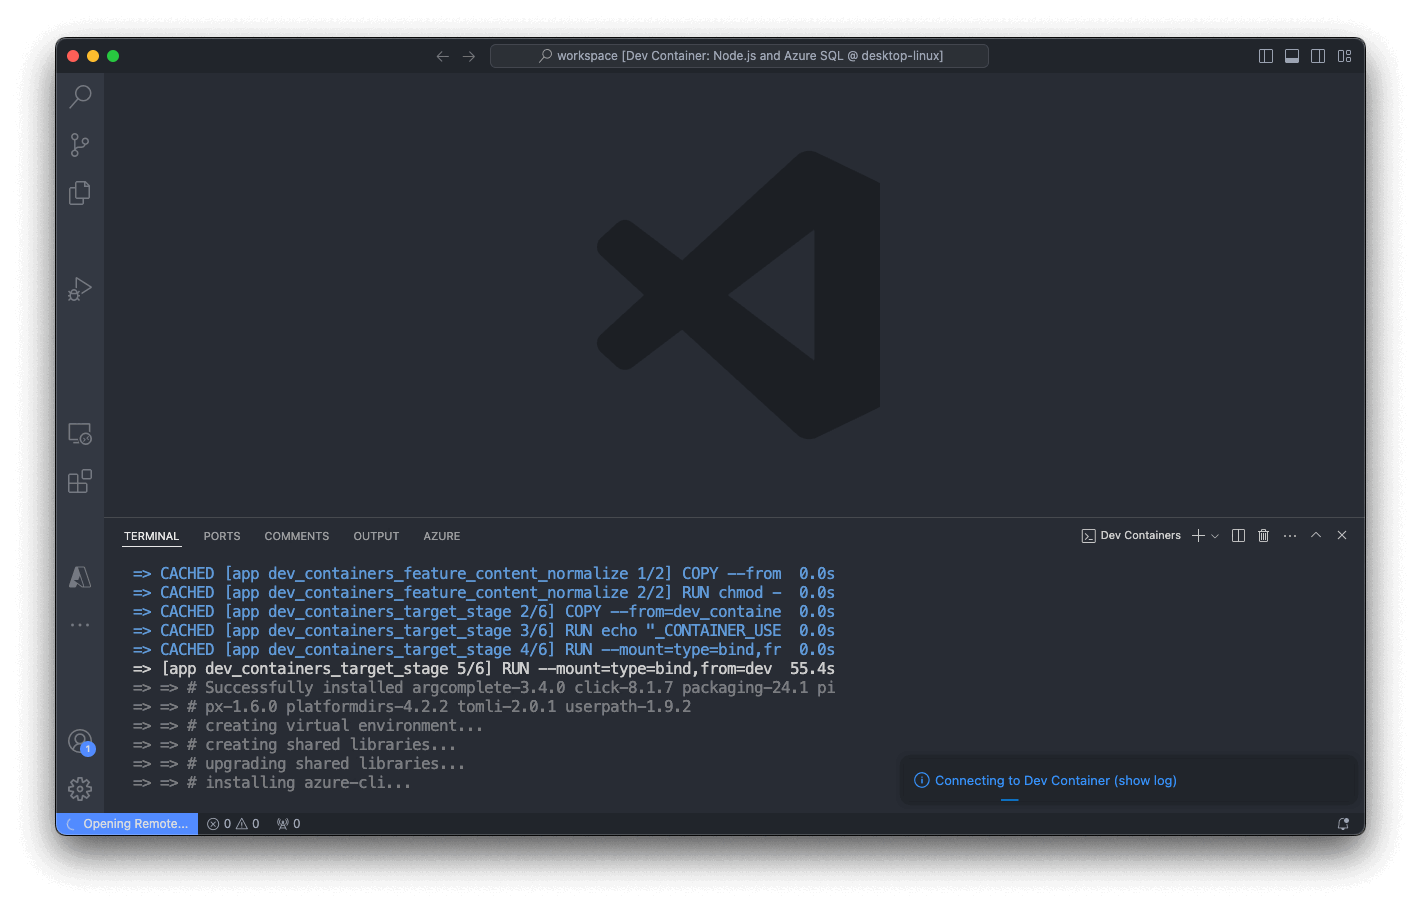 workspace [Dev Container: Node.js and Azure SQL @ desktop-linux]
TERMINAL PORTS COMMENTS OUTPUT AZURE
Dev Containers
=> CACHED [app dev_containers_feature_content_normalize 1/2] COPY --from 0.0s
=> CACHED [app dev_containers_feature_content_normalize 2/2] RUN chmod - 0.0s
=> CACHED [app dev_containers_target_stage 2/6] COPY --from=dev_containe 0.0s
=> CACHED [app dev_containers_target_stage 3/6] RUN echo "_CONTAINER_USE 0.0s
=> CACHED [app dev_containers_target_stage 4/6] RUN --mount=type=bind,fr 0.0s
=> [app dev_containers_target_stage 5/6] RUN --mount=type=bind,from=dev 55.4s
=> => # Successfully installed argcomplete-3.4.0 click-8.1.7 packaging-24.1 pi
=> => # px-1.6.0 platformdirs-4.2.2 tomli-2.0.1 userpath-1.9.2
=> => # creating virtual environment...
=> => # creating shared libraries...
=> => # upgrading shared libraries...
=> => # installing azure-cli...
1
Connecting to Dev Container (show log)
Opening Remote... 0 0 0